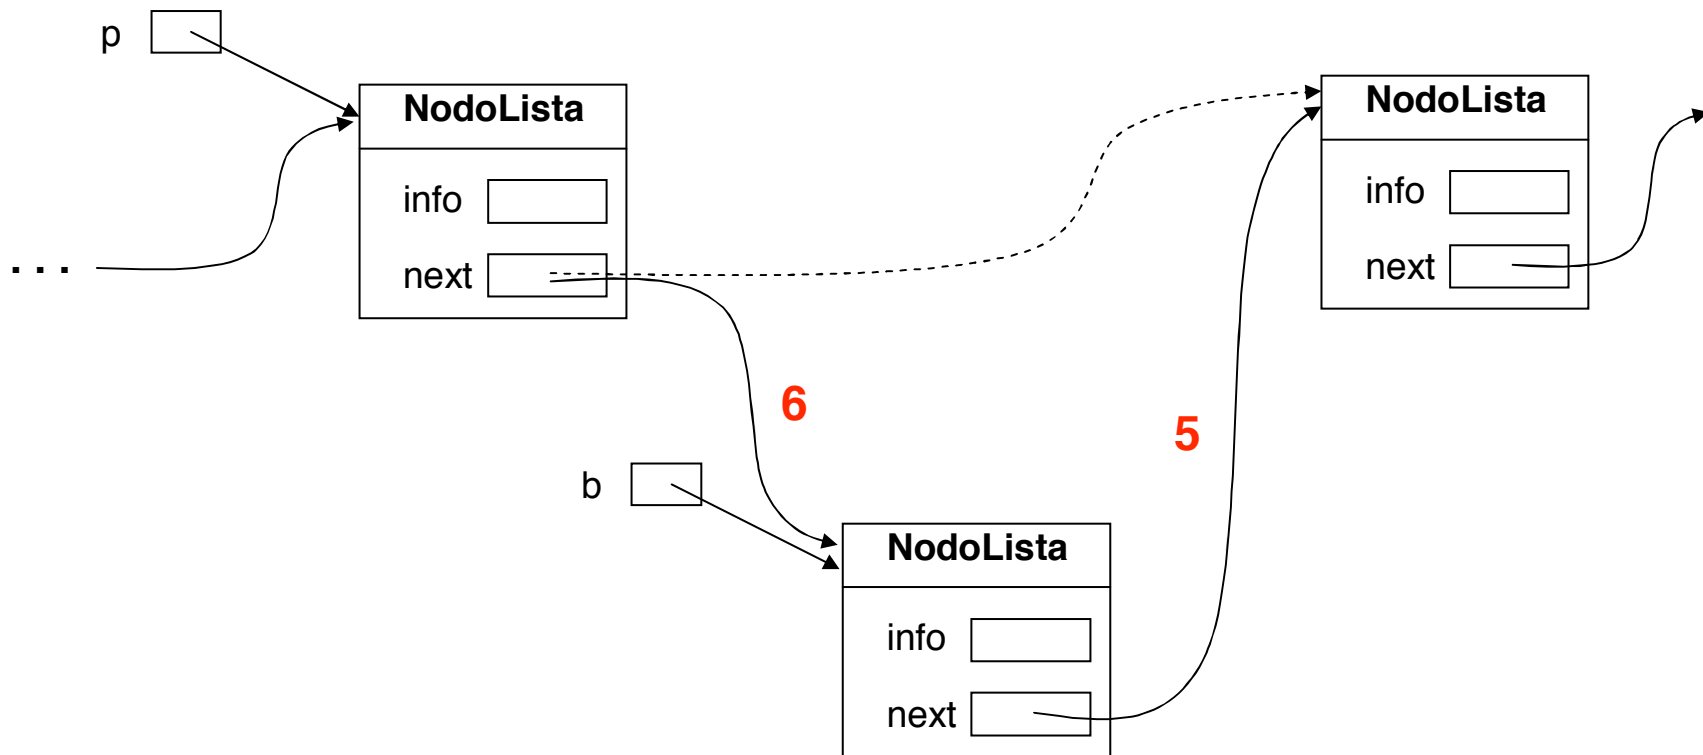 p
NodoLista
info
next
. . .
NodoLista
info
next
6
5
b
NodoLista
info
next